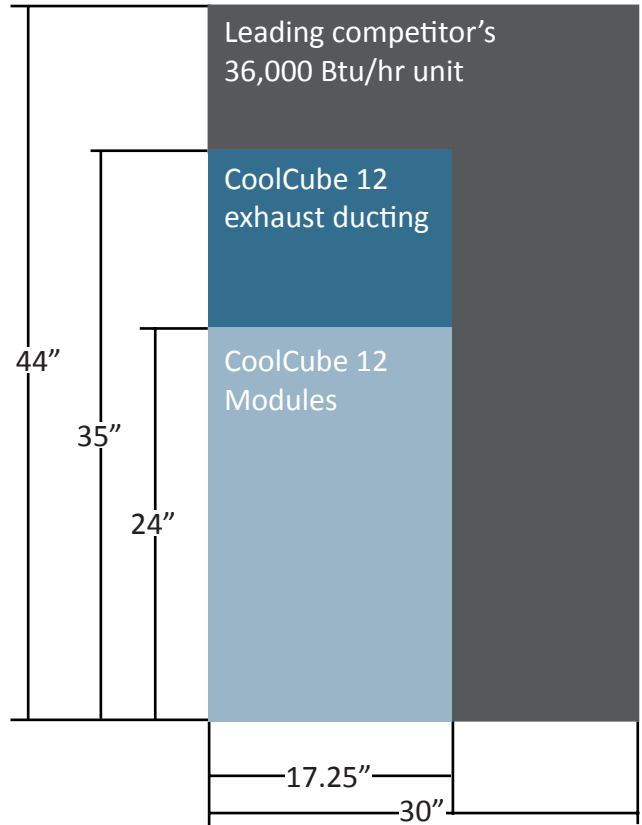 Leading competitor's
36,000 Btu/hr unit
CoolCube 12
exhaust ducting
CoolCube 12
Modules
44”
35”
24”
17.25”
30”